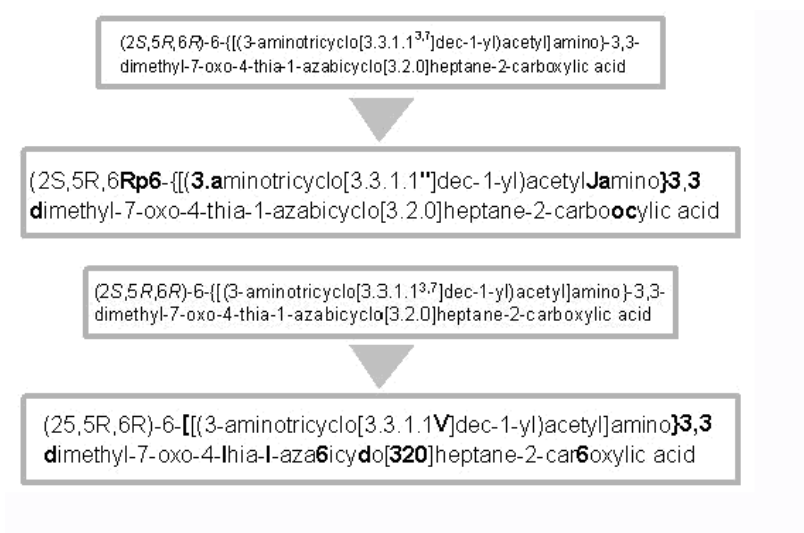 (2S,5R,6R)-6-{[(3-aminotricyclo[3.3.1.1³,⁷]dec-1-yl)acetyl]amino}-3,3-
dimethyl-7-oxo-4-thia-1-azabicyclo[3.2.0]heptane-2-carboxylic acid
(2S,5R,6Rp6-{[(3.aminotricyclo[3.3.1.1"]dec-1-yl)acetylJamino}3,3
dimethyl-7-oxo-4-thia-1-azabicyclo[3.2.0]heptane-2-carboocylic acid
(2S,5R,6R)-6-{[(3-aminotricyclo[3.3.1.1³,⁷]dec-1-yl)acetyl]amino}-3,3-
dimethyl-7-oxo-4-thia-1-azabicyclo[3.2.0]heptane-2-carboxylic acid
(25,5R,6R)-6-[[(3-aminotricyclo[3.3.1.1V]dec-1-yl)acetyl]amino}3,3
dimethyl-7-oxo-4-lhia-l-aza6icydo[320]heptane-2-car6oxylic acid